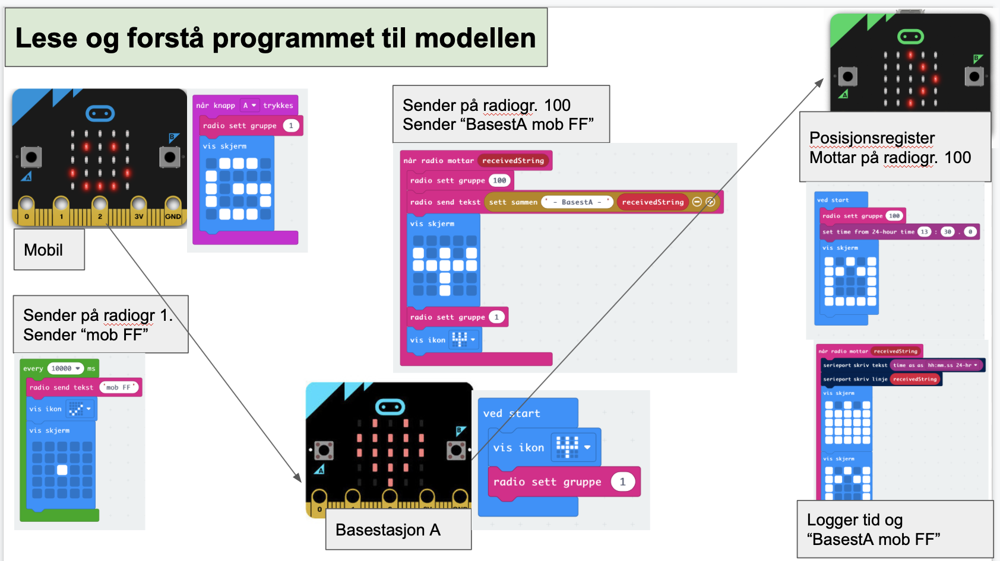 Lese og forstå programmet til modellen
B
A
0
1
2
3V
GND
Mobil
når knapp A trykkes
radio sett gruppe 1
vis skjerm
Sender på radiogr 1.
Sender “mob FF”
every 10000 ms
radio send tekst "mob FF"
vis ikon
vis skjerm
Sender på radiogr. 100
Sender “BasestA mob FF”
når radio mottar receivedString
radio sett gruppe 100
radio send tekst sett sammen " - BasestA - " receivedString
vis skjerm
radio sett gruppe 1
vis ikon
B
A
0
Basestasjon A
ved start
vis ikon
radio sett gruppe 1
B
A
Posisjonsregister
Mottar på radiogr. 100
ved start
radio sett gruppe 100
set time from 24-hour time 13 : 30 . 0
vis skjerm
når radio mottar receivedString
serieport skriv tekst time as as hh:mm.ss 24-hr
serieport skriv linje receivedString
vis skjerm
vis skjerm
Logger tid og
“BasestA mob FF”